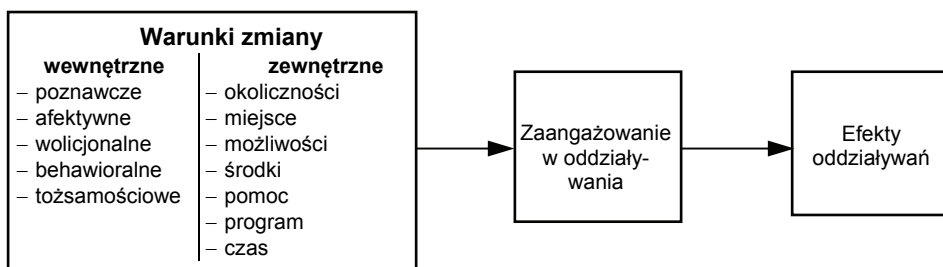 Warunki zmiany
wewnętrzne
– poznawcze
– afektywne
– wolicjonalne
– behawioralne
– tożsamościowe
zewnętrzne
– okoliczności
– miejsce
– możliwości
– środki
– pomoc
– program
– czas
Zaangażowanie
w oddziały-
wania
Efekty
oddziaływań